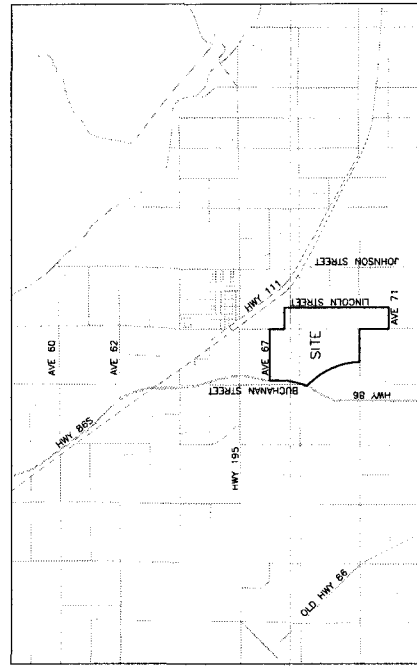 AVE 60
AVE 62
HWY 86S
HWY 111
AVE 67
BUCHANAN STREET
HWY 195
SITE
LINCOLN STREET
JOHNSON STREET
AVE 71
HWY 86
OLD HWY 86